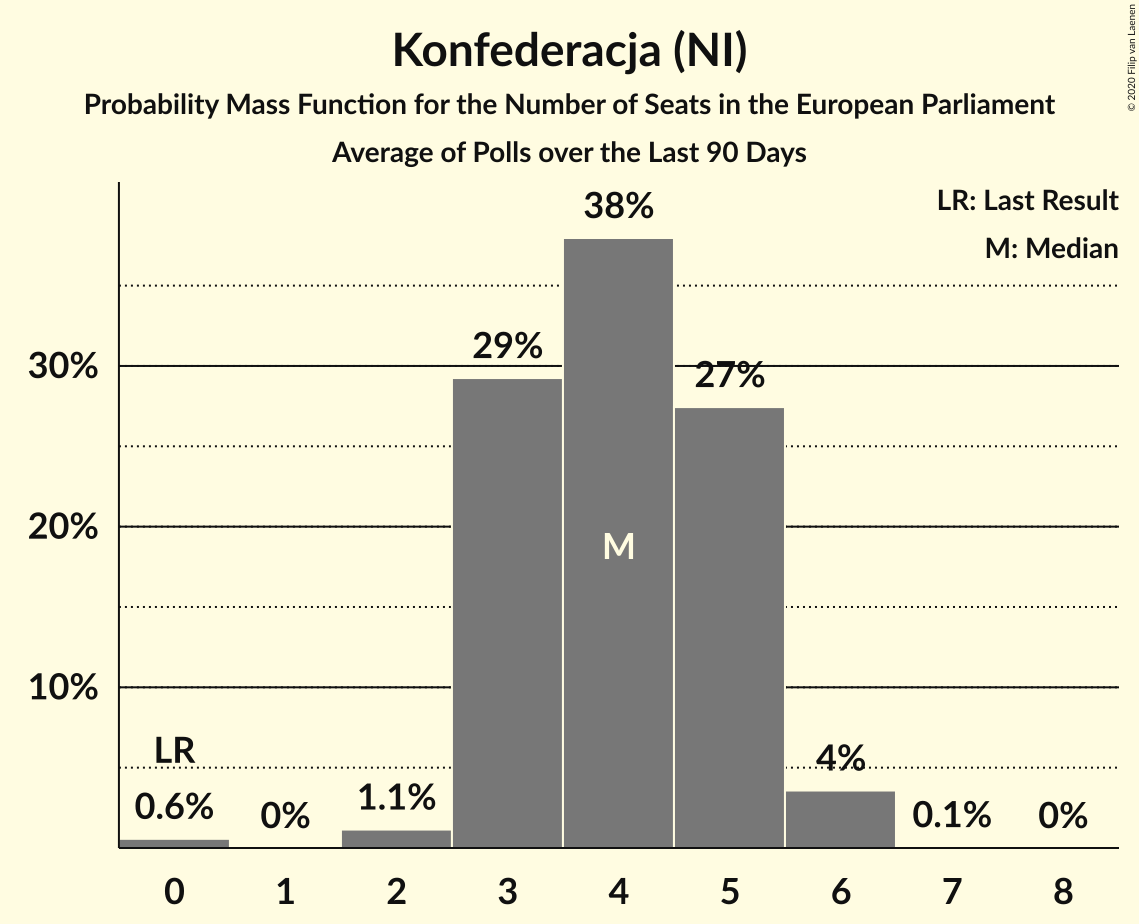 Konfederacja (NI)
Probability Mass Function for the Number of Seats in the European Parliament
Average of Polls over the Last 90 Days
© 2020 Filip van Laenen
LR: Last Result
M: Median
38%
29%
27%
30%
20%
10%
M
LR
0.6%
0%
1.1%
4%
0.1%
0%
0 1 2 3 4 5 6 7 8